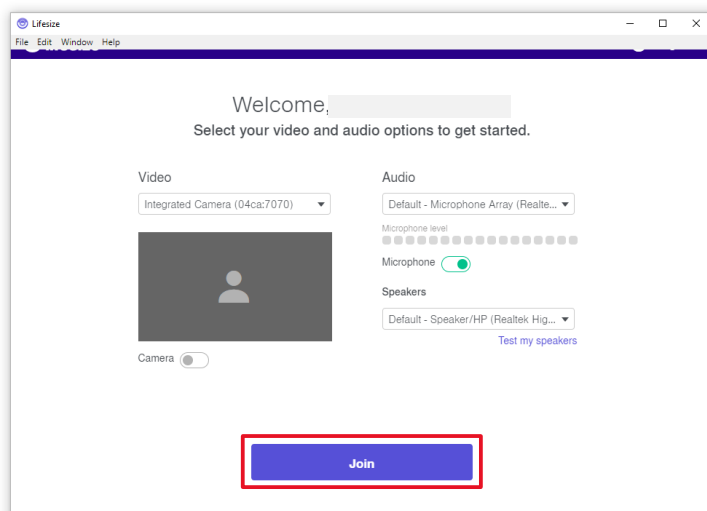 Lifesize
File Edit Window Help
Welcome,
Select your video and audio options to get started.
Video
Integrated Camera (04ca:7070)
Camera
Audio
Default - Microphone Array (Realte...
Microphone level
Microphone
Speakers
Default - Speaker/HP (Realtek Hig...
Test my speakers
Join